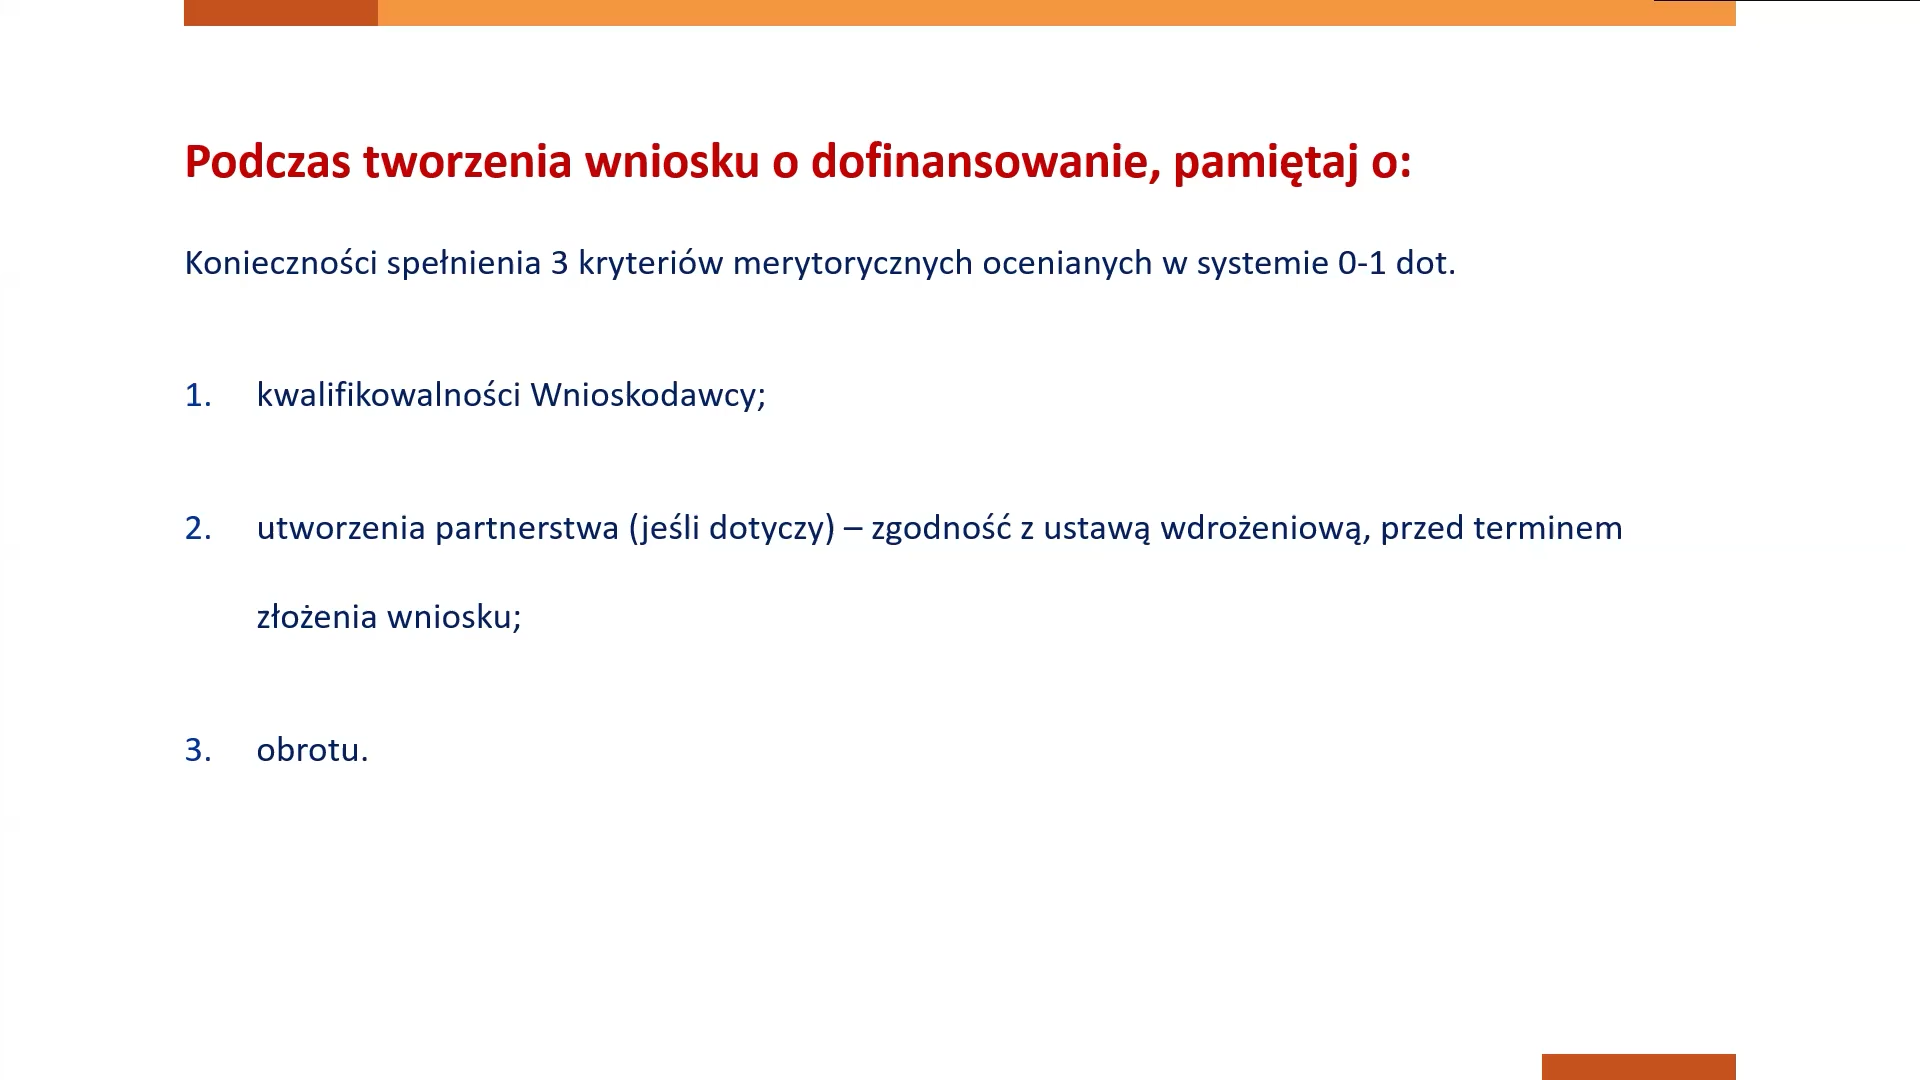 Podczas tworzenia wniosku o dofinansowanie, pamiętaj o:
Konieczności spełnienia 3 kryteriów merytorycznych ocenianych w systemie 0-1 dot.
1. kwalifikowalności Wnioskodawcy;
2. utworzenia partnerstwa (jeśli dotyczy) – zgodność z ustawą wdrożeniową, przed terminem
złożenia wniosku;
3. obrotu.